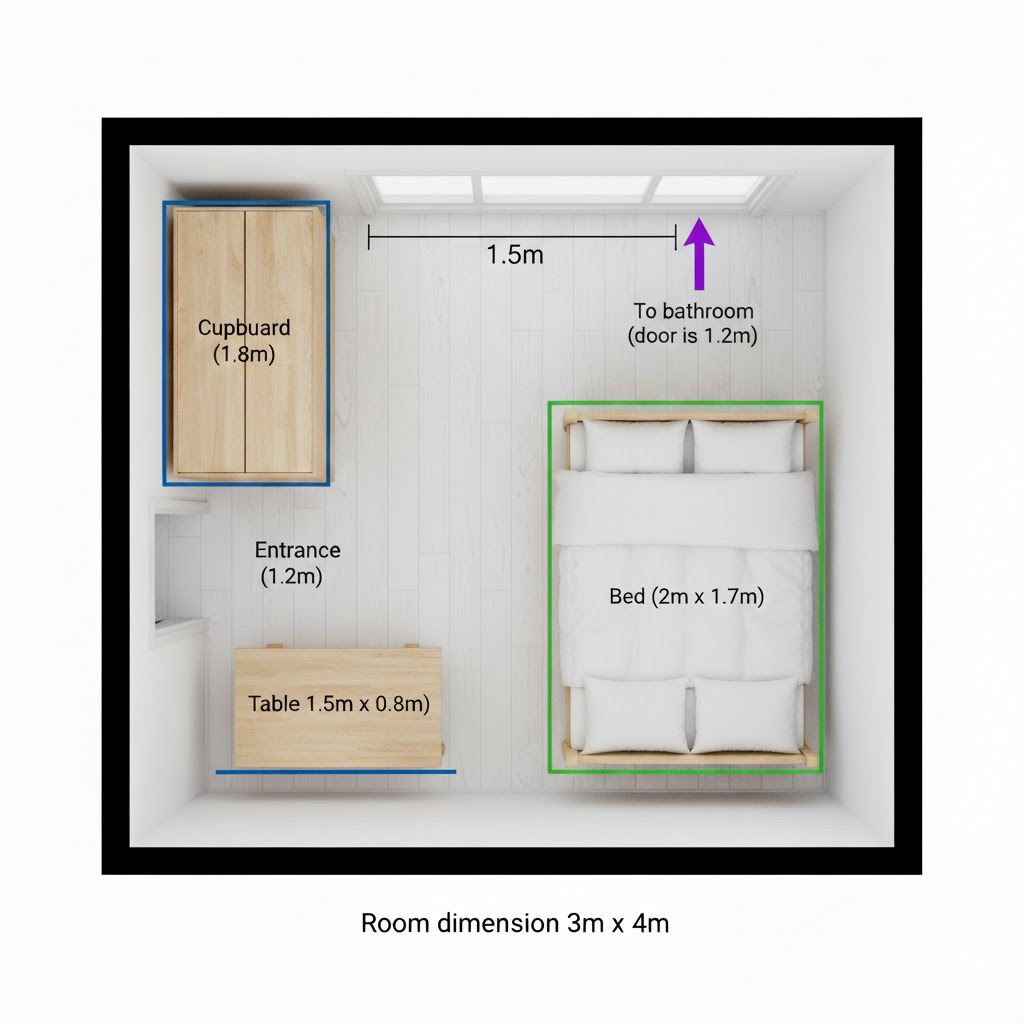 1.5m
To bathroom
(door is 1.2m)
Cupbuard
(1.8m)
Entrance
(1.2m)
Bed (2m x 1.7m)
Table 1.5m x 0.8m)
Room dimension 3m x 4m